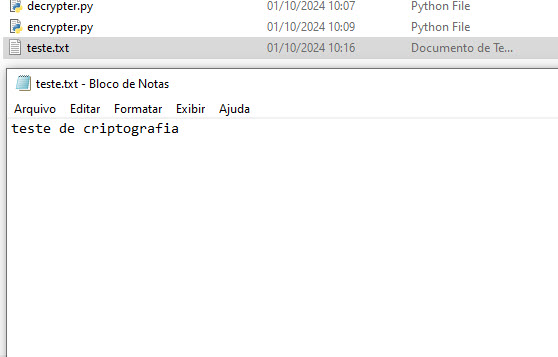 decrypter.py 01/10/2024 10:07 Python File
encrypter.py 01/10/2024 10:09 Python File
teste.txt 01/10/2024 10:16 Documento de Te...
teste.txt - Bloco de Notas
Arquivo Editar Formatar Exibir Ajuda
teste de criptografia